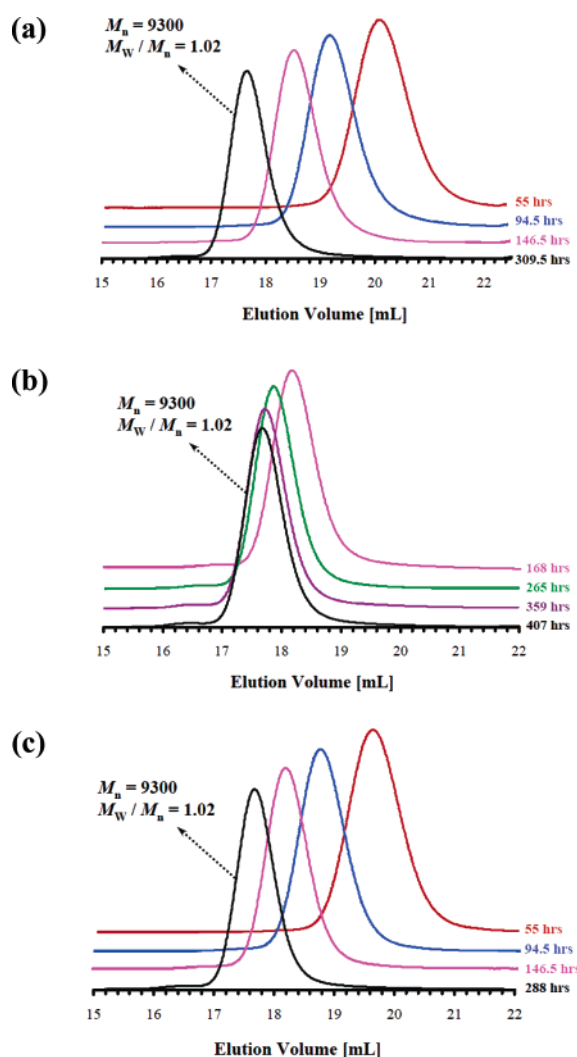 (a)
Mn = 9300
MW / Mn = 1.02
55 hrs
94.5 hrs
146.5 hrs
309.5 hrs
15 16 17 18 19 20 21 22
Elution Volume [mL]
(b)
Mn = 9300
MW / Mn = 1.02
168 hrs
265 hrs
359 hrs
407 hrs
15 16 17 18 19 20 21 22
Elution Volume [mL]
(c)
Mn = 9300
MW / Mn = 1.02
55 hrs
94.5 hrs
146.5 hrs
288 hrs
15 16 17 18 19 20 21 22
Elution Volume [mL]